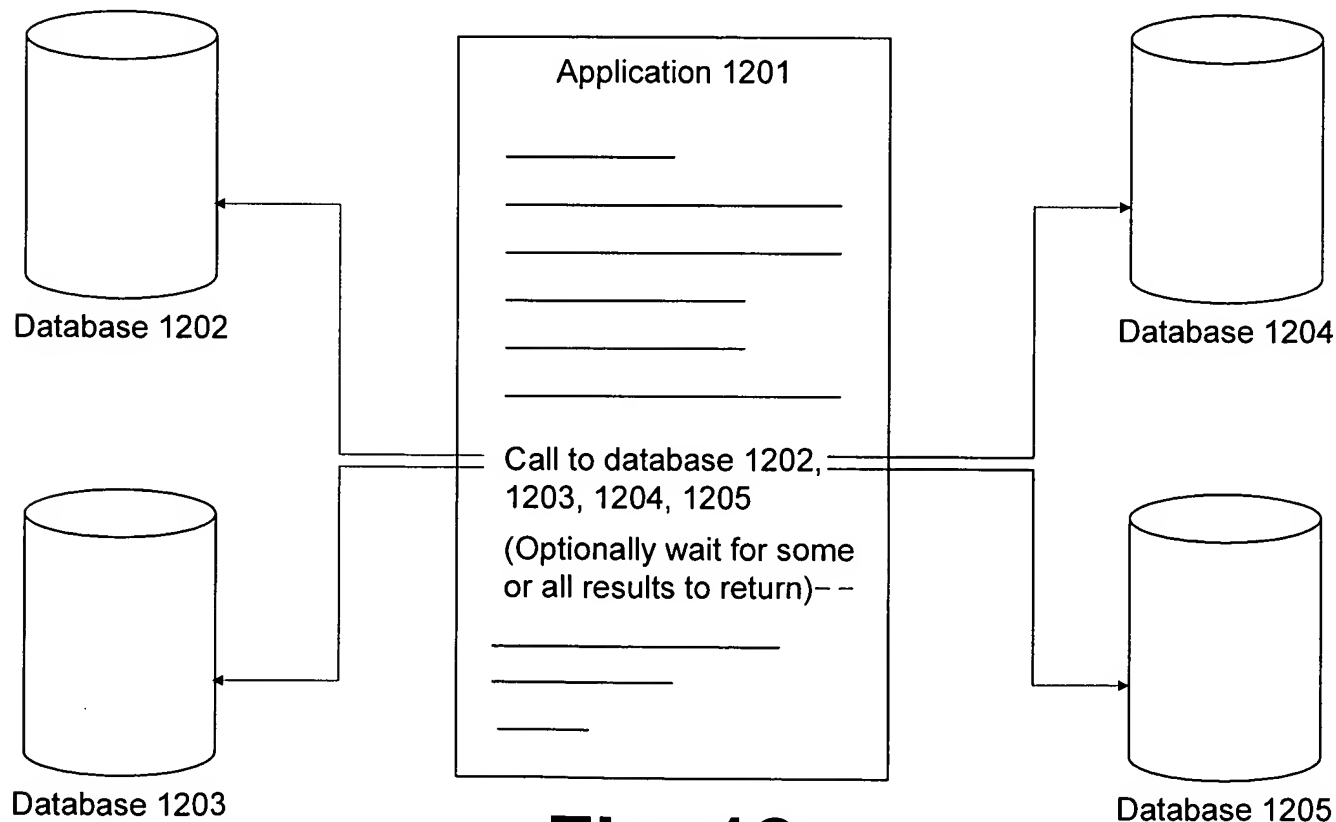 Application 1201
Database 1202
Database 1204
Call to database 1202,
1203, 1204, 1205
(Optionally wait for some
or all results to return)– –
Database 1203
Database 1205